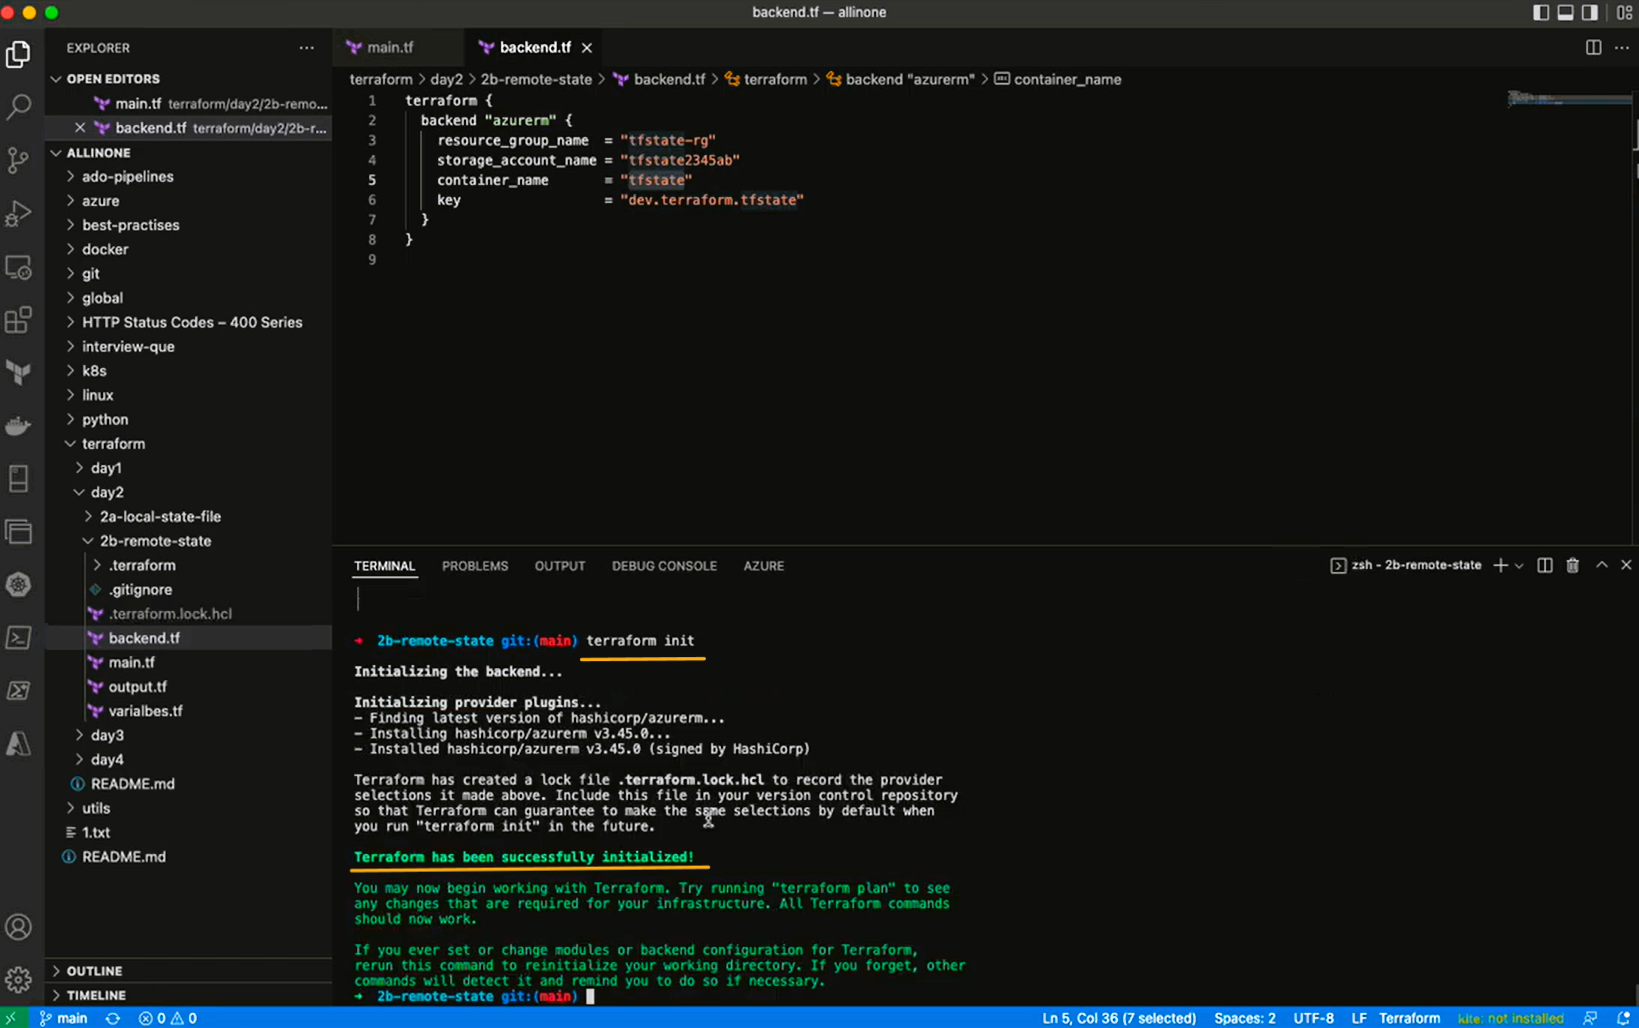 backend.tf — allinone
EXPLORER
OPEN EDITORS
main.tf terraform/day2/2b-remo...
backend.tf terraform/day2/2b-r...
ALLINONE
ado-pipelines
azure
best-practises
docker
git
global
HTTP Status Codes – 400 Series
interview-que
k8s
linux
python
terraform
day1
day2
2a-local-state-file
2b-remote-state
.terraform
.gitignore
.terraform.lock.hcl
backend.tf
main.tf
output.tf
varialbes.tf
day3
day4
README.md
utils
1.txt
README.md
OUTLINE
TIMELINE
main.tf
backend.tf
terraform > day2 > 2b-remote-state > backend.tf > terraform > backend "azurerm" > container_name
1 terraform {
2 backend "azurerm" {
3 resource_group_name = "tfstate-rg"
4 storage_account_name = "tfstate2345ab"
5 container_name = "tfstate"
6 key = "dev.terraform.tfstate"
7 }
8 }
9
TERMINAL PROBLEMS OUTPUT DEBUG CONSOLE AZURE
zsh - 2b-remote-state
➜ 2b-remote-state git:(main) terraform init
Initializing the backend...
Initializing provider plugins...
- Finding latest version of hashicorp/azurerm...
- Installing hashicorp/azurerm v3.45.0...
- Installed hashicorp/azurerm v3.45.0 (signed by HashiCorp)
Terraform has created a lock file .terraform.lock.hcl to record the provider
selections it made above. Include this file in your version control repository
so that Terraform can guarantee to make the same selections by default when
you run "terraform init" in the future.
Terraform has been successfully initialized!
You may now begin working with Terraform. Try running "terraform plan" to see
any changes that are required for your infrastructure. All Terraform commands
should now work.
If you ever set or change modules or backend configuration for Terraform,
rerun this command to reinitialize your working directory. If you forget, other
commands will detect it and remind you to do so if necessary.
➜ 2b-remote-state git:(main)
main
0 0
Ln 5, Col 36 (7 selected) Spaces: 2 UTF-8 LF Terraform kite: not installed